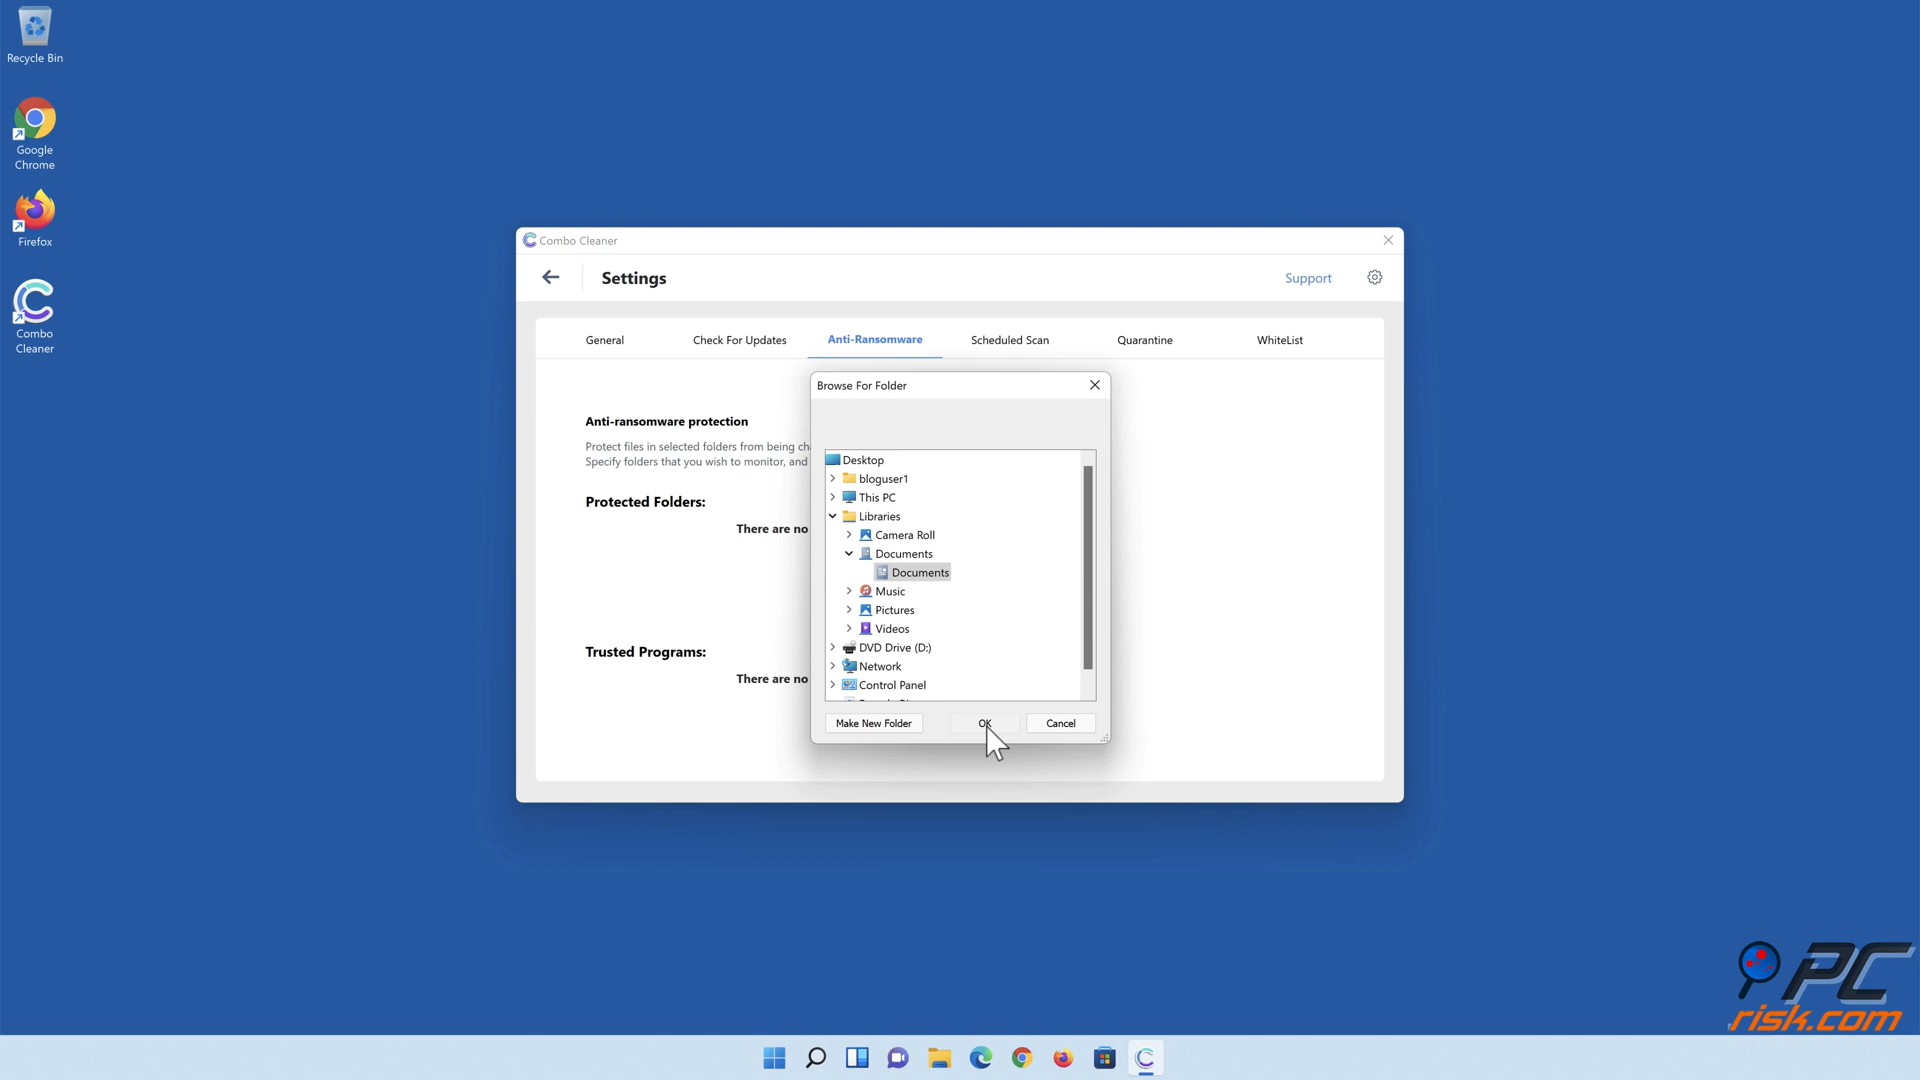 Recycle Bin
Google
Chrome
Firefox
Combo
Cleaner
Combo Cleaner
Settings
Support
General
Check For Updates
Anti-Ransomware
Scheduled Scan
Quarantine
WhiteList
Anti-ransomware protection
Protect files in selected folders from being ch
Specify folders that you wish to monitor, and
Protected Folders:
There are no
Trusted Programs:
There are no
Browse For Folder
Desktop
bloguser1
This PC
Libraries
Camera Roll
Documents
Documents
Music
Pictures
Videos
DVD Drive (D:)
Network
Control Panel
Make New Folder
OK
Cancel
PC
risk.com